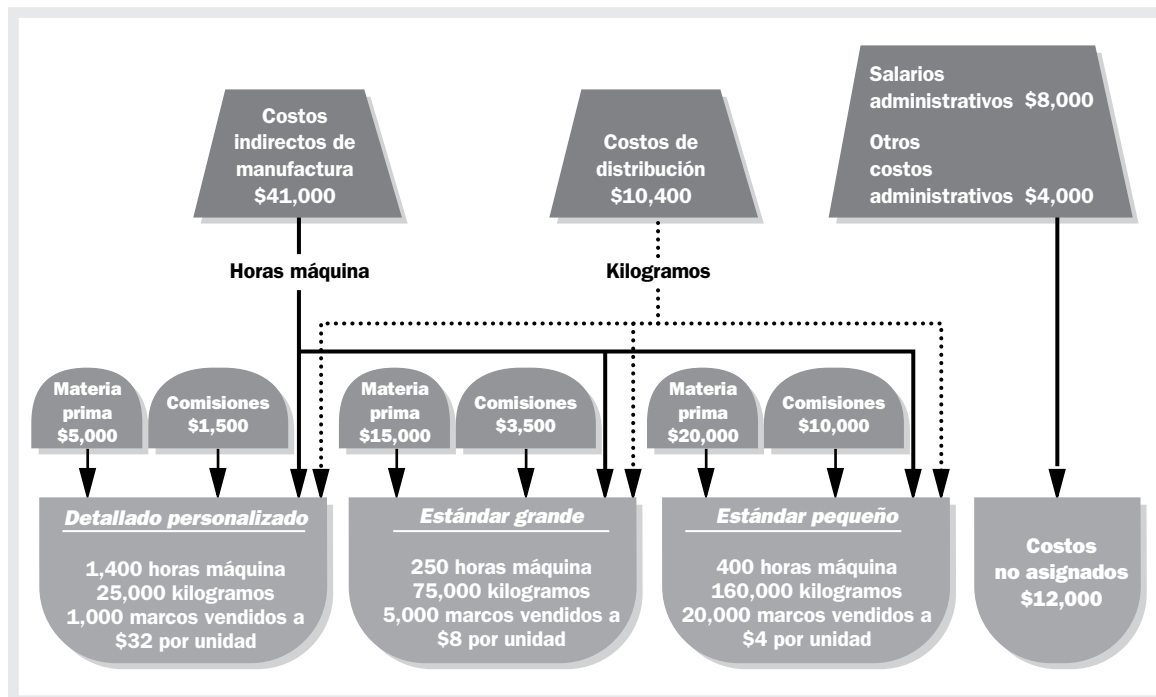 Costos
indirectos de
manufactura
$41,000
Costos de
distribución
$10,400
Salarios
administrativos $8,000
Otros
costos
administrativos $4,000
Horas máquina
Kilogramos
Materia
prima
$5,000
Comisiones
$1,500
Materia
prima
$15,000
Comisiones
$3,500
Materia
prima
$20,000
Comisiones
$10,000
Detallado personalizado
1,400 horas máquina
25,000 kilogramos
1,000 marcos vendidos a
$32 por unidad
Estándar grande
250 horas máquina
75,000 kilogramos
5,000 marcos vendidos a
$8 por unidad
Estándar pequeño
400 horas máquina
160,000 kilogramos
20,000 marcos vendidos a
$4 por unidad
Costos
no asignados
$12,000